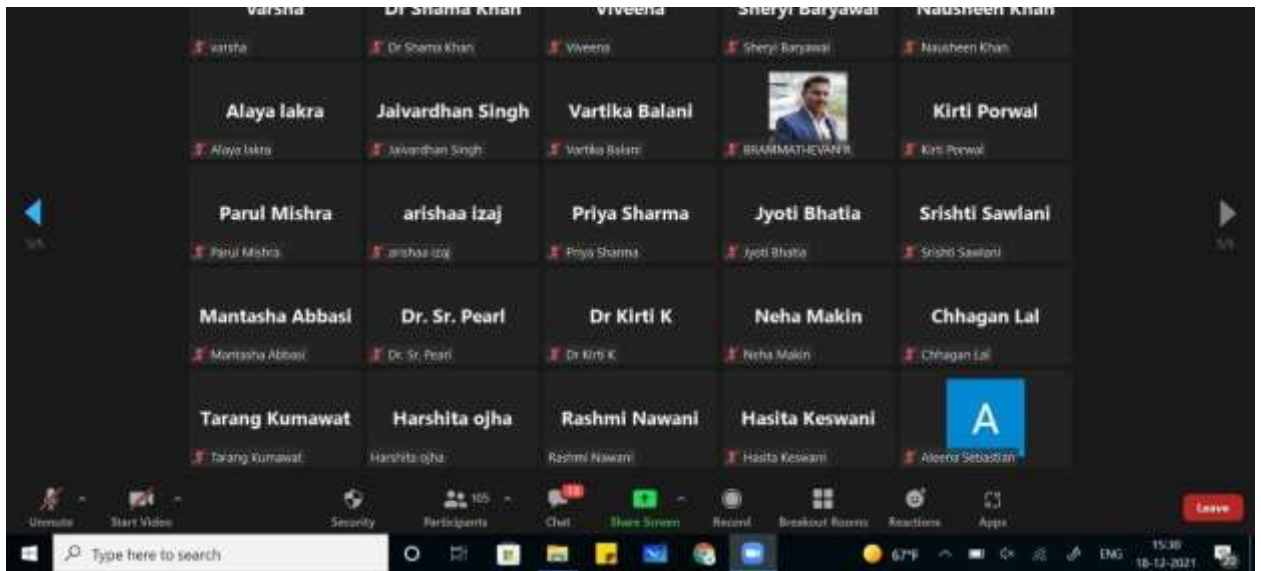 varsha Dr Shama Khan Viveena Sheryl Baryawal Nausheen Khan
varsha Dr Shama Khan Viveena Sheryl Baryawal Nausheen Khan
Alaya lakra Jaivardhan Singh Vartika Balani Kirti Porwal
Alaya lakra Jaivardhan Singh Vartika Balani BRAMMATHEVAN R Kirti Porwal
Parul Mishra arishaa izaj Priya Sharma Jyoti Bhatia Srishti Sawlani
5/5 Parul Mishra arishaa izaj Priya Sharma Jyoti Bhatia Srishti Sawlani 5/5
Mantasha Abbasi Dr. Sr. Pearl Dr Kirti K Neha Makin Chhagan Lal
Mantasha Abbasi Dr. Sr. Pearl Dr Kirti K Neha Makin Chhagan Lal
Tarang Kumawat Harshita ojha Rashmi Nawani Hasita Keswani A
Tarang Kumawat Harshita ojha Rashmi Nawani Hasita Keswani Aleena Sebastian
105
Unmute Start Video Security Participants Chat Share Screen Record Breakout Rooms Reactions Apps Leave
Type here to search 67°F ENG 15:30
18-12-2021